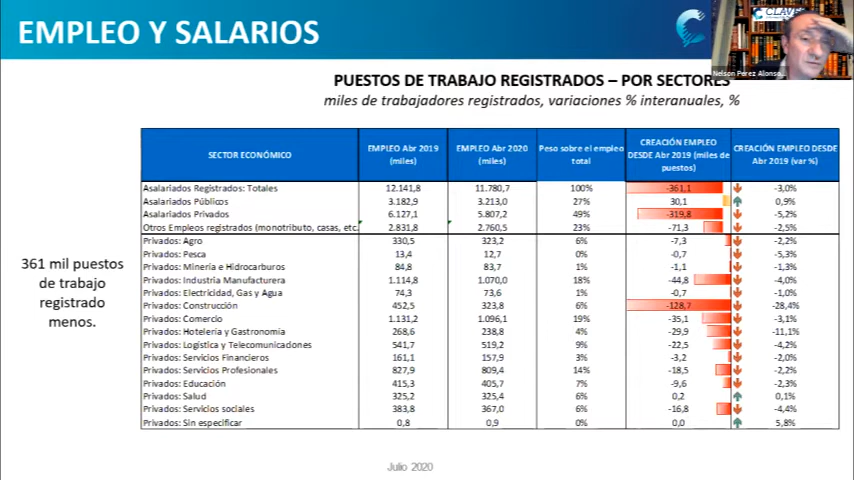 EMPLEO Y SALARIOS
Nelson Perez Alonso
PUESTOS DE TRABAJO REGISTRADOS – POR SECTORES
miles de trabajadores registrados, variaciones % interanuales, %
SECTOR ECONÓMICO EMPLEO Abr 2019 (miles) EMPLEO Abr 2020 (miles) Peso sobre el empleo total CREACIÓN EMPLEO DESDE Abr 2019 (miles de puestos) CREACIÓN EMPLEO DESDE Abr 2019 (var %)
Asalariados Registrados: Totales 12.141,8 11.780,7 100% -361,1 -3,0%
Asalariados Públicos 3.182,9 3.213,0 27% 30,1 0,9%
Asalariados Privados 6.127,1 5.807,2 49% -319,8 -5,2%
Otros Empleos registrados (monotributo, casas, etc. 2.831,8 2.760,5 23% -71,3 -2,5%
Privados: Agro 330,5 323,2 6% -7,3 -2,2%
Privados: Pesca 13,4 12,7 0% -0,7 -5,3%
Privados: Minería e Hidrocarburos 84,8 83,7 1% -1,1 -1,3%
Privados: Industria Manufacturera 1.114,8 1.070,0 18% -44,8 -4,0%
Privados: Electricidad, Gas y Agua 74,3 73,6 1% -0,7 -1,0%
Privados: Construcción 452,5 323,8 6% -128,7 -28,4%
Privados: Comercio 1.131,2 1.096,1 19% -35,1 -3,1%
Privados: Hotelería y Gastronomía 268,6 238,8 4% -29,9 -11,1%
Privados: Logística y Telecomunicaciones 541,7 519,2 9% -22,5 -4,2%
Privados: Servicios Financieros 161,1 157,9 3% -3,2 -2,0%
Privados: Servicios Profesionales 827,9 809,4 14% -18,5 -2,2%
Privados: Educación 415,3 405,7 7% -9,6 -2,3%
Privados: Salud 325,2 325,4 6% 0,2 0,1%
Privados: Servicios sociales 383,8 367,0 6% -16,8 -4,4%
Privados: Sin especificar 0,8 0,9 0% 0,0 5,8%
361 mil puestos
de trabajo
registrado
menos.
Julio 2020